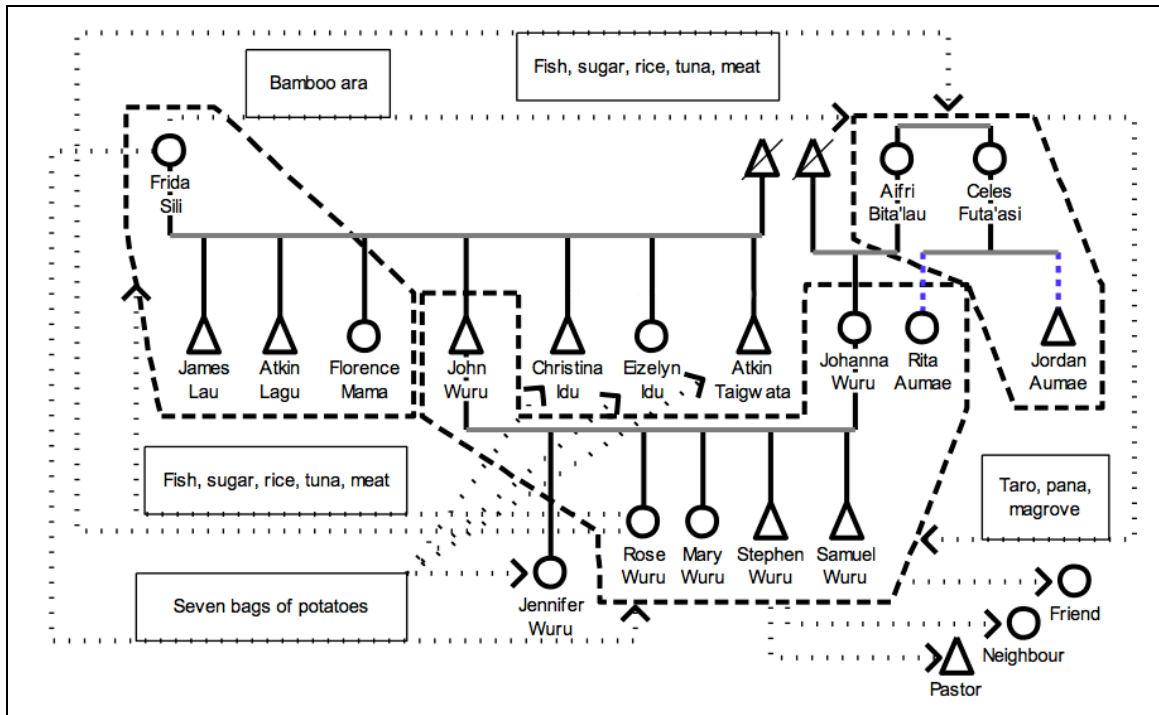 Fish, sugar, rice, tuna, meat
Bamboo ara
Frida
Sili
Aifri
Bita'lau
Celes
Futa'asi
James
Lau
Atkin
Lagu
Florence
Mama
John
Wuru
Christina
Idu
Eizelyn
Idu
Atkin
Taigwata
Johanna
Wuru
Rita
Aumae
Jordan
Aumae
Fish, sugar, rice, tuna, meat
Taro, pana,
magrove
Rose
Wuru
Mary
Wuru
Stephen
Wuru
Samuel
Wuru
Seven bags of potatoes
Jennifer
Wuru
Friend
Neighbour
Pastor